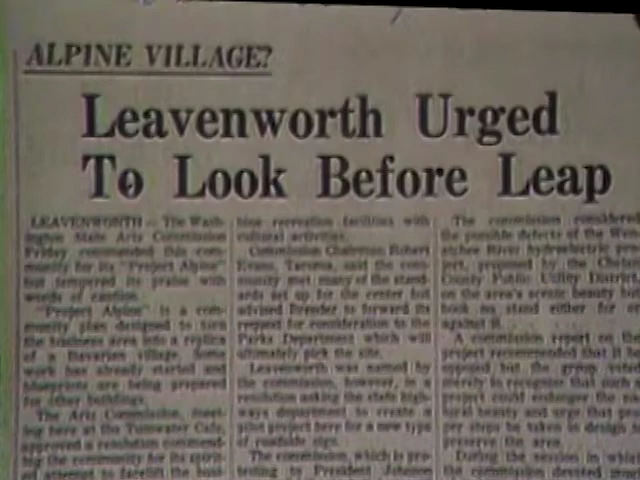 ALPINE VILLAGE?
Leavenworth Urged
To Look Before Leap
LEAVENWORTH — The Wash-
ington State Arts Commission
Friday commended this com-
munity for its "Project Alpine"
but tempered its praise with
words of caution.
"Project Alpine" is a com-
munity plan designed to turn
the business area into a replica
of a Bavarian village. Some
work has already started and
blueprints are being prepared
for other buildings.
The Arts Commission, meet-
ing here at the Tumwater Cafe,
approved a resolution commend-
ing the community for its spirit-
ed attempt to facelift the busi-
bine recreation facilities with
cultural activities.
Commission Chairman Robert
Evans, Tacoma, said the com-
munity met many of the stand-
ards set up for the center but
advised Brender to forward its
request for consideration to the
Parks Department which will
ultimately pick the site.
Leavenworth was named by
the commission, however, in a
resolution asking the state high-
ways department to create a
pilot project here for a new type
of roadside sign.
The commission, which is pro-
testing to President Johnson
The commission considered
the possible defects of the Wen-
atchee River hydroelectric pro-
ject, proposed by the Chelan
County Public Utility District,
on the area's scenic beauty but
took no stand either for or
against it.
A commission report on the
project recommended that it be
opposed but the group voted
merely to recognize that such a
project could endanger the nat-
ural beauty and urge that pro-
per steps be taken in design to
preserve the area.
During the session in which
the commission devoted most